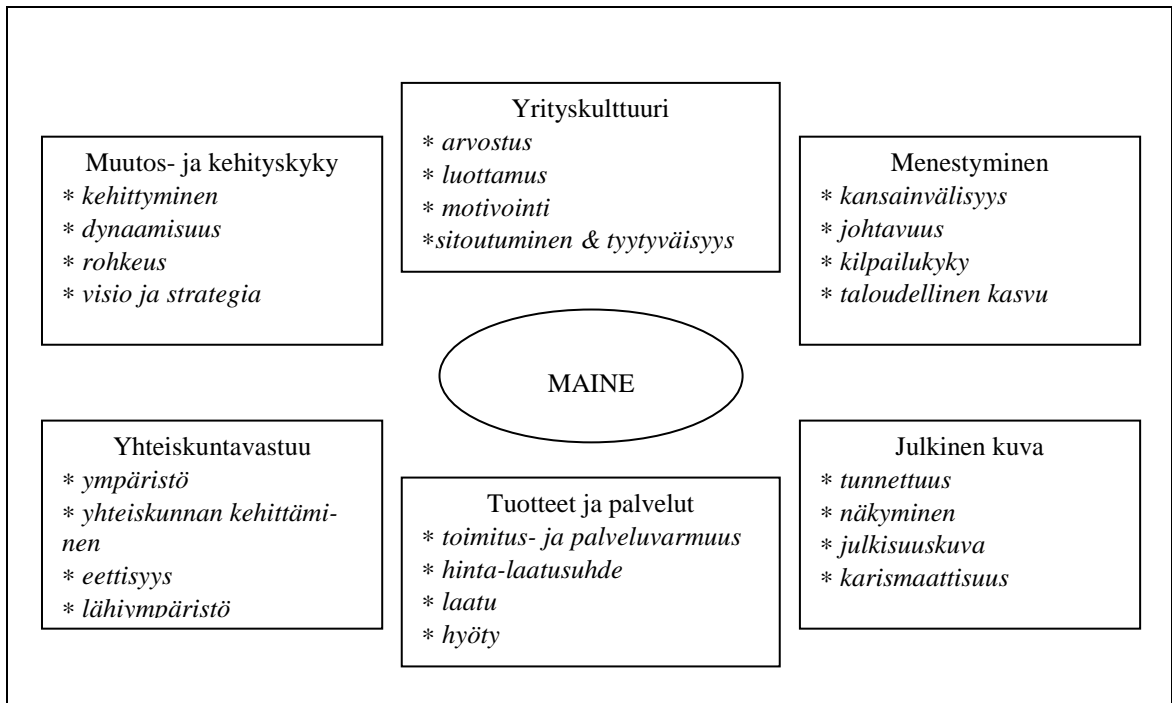 Yrityskulttuuri
* arvostus
* luottamus
* motivointi
*sitoutuminen & tyytyväisyys
Muutos- ja kehityskyky
* kehittyminen
* dynaamisuus
* rohkeus
* visio ja strategia
Menestyminen
* kansainvälisyys
* johtavuus
* kilpailukyky
* taloudellinen kasvu
MAINE
Yhteiskuntavastuu
* ympäristö
* yhteiskunnan kehittämi-
nen
* eettisyys
* lähiympäristö
Tuotteet ja palvelut
* toimitus- ja palveluvarmuus
* hinta-laatusuhde
* laatu
* hyöty
Julkinen kuva
* tunnettuus
* näkyminen
* julkisuuskuva
* karismaattisuus